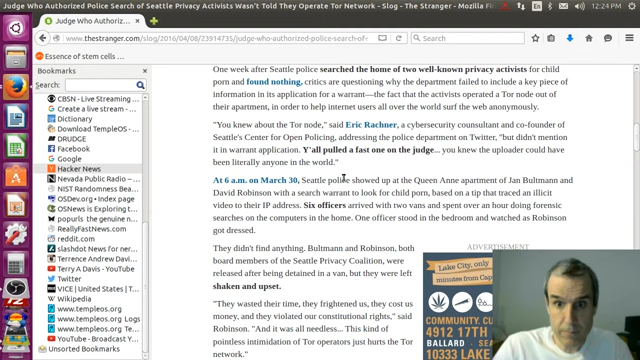 Judge Who Authorized Police Search of Seattle Privacy Activists Wasn't Told They Operate Tor Network - Slog - The Stranger - Mozilla Firefox
12:24 PM
Judge Who Authorized
www.thestranger.com/slog/2016/04/08/23914735/judge-who-authorized-police-search-of-
Search
Essence of stem cells ...
Bookmarks
Search:
CBSN - Live Streaming ...
Create a live stream - ...
Dictionary
Download TempleOS - ...
DRUDGE
Facebook
Google
Hacker News
Nevada Public Radio – ...
NIST Randomness Bea...
OSDev.org • Index page
OSNews is Exploring t...
popurls the genuine n...
RussiaFeedback.com
reddit.com
slashdot News for ner...
Terrence Andrew Davi...
Terry A Davis - YouTube
Twitter
VICE | United States | T...
Wikipedia
www.templeos.org
www.templeos.org Logs
www.templeos.org Torr...
YouTube - Broadcast Y...
Unsorted Bookmarks
One week after Seattle police searched the home of two well-known privacy activists for child
porn and found nothing, critics are questioning why the department failed to include a key piece of
information in its application for a warrant—the fact that the activists operated a Tor node out of
their apartment, in order to help internet users all over the world surf the web anonymously.
"You knew about the Tor node," said Eric Rachner, a cybersecurity counsultant and co-founder of
Seattle's Center for Open Policing, addressing the police department on Twitter, "but didn't mention
it in warrant application. Y'all pulled a fast one on the judge... you knew the uploader could have
been literally anyone in the world."
At 6 a.m. on March 30, Seattle police showed up at the Queen Anne apartment of Jan Bultmann and
David Robinson with a search warrant to look for child porn, based on a tip that traced an illicit
video to their IP address. Six officers arrived with two vans and spent over an hour doing forensic
searches on the computers in the home. One officer stood in the bedroom and watched as Robinson
got dressed.
They didn't find anything. Bultmann and Robinson, both
board members of the Seattle Privacy Coalition, were
released after being detained in a van, but they were left
shaken and upset.
"They wasted their time, they frightened us, they cost us
money, and they violated our constitutional rights," said
Robinson. "And it was all needless... This kind of
pointless intimidation of Tor operators just hurts the Tor
network."
ADVERTISEMENT
Lake City, only
minutes from Cap
COMMUNITY. CU
4912 17TH
BALLARD · SEA
10333 LAKE